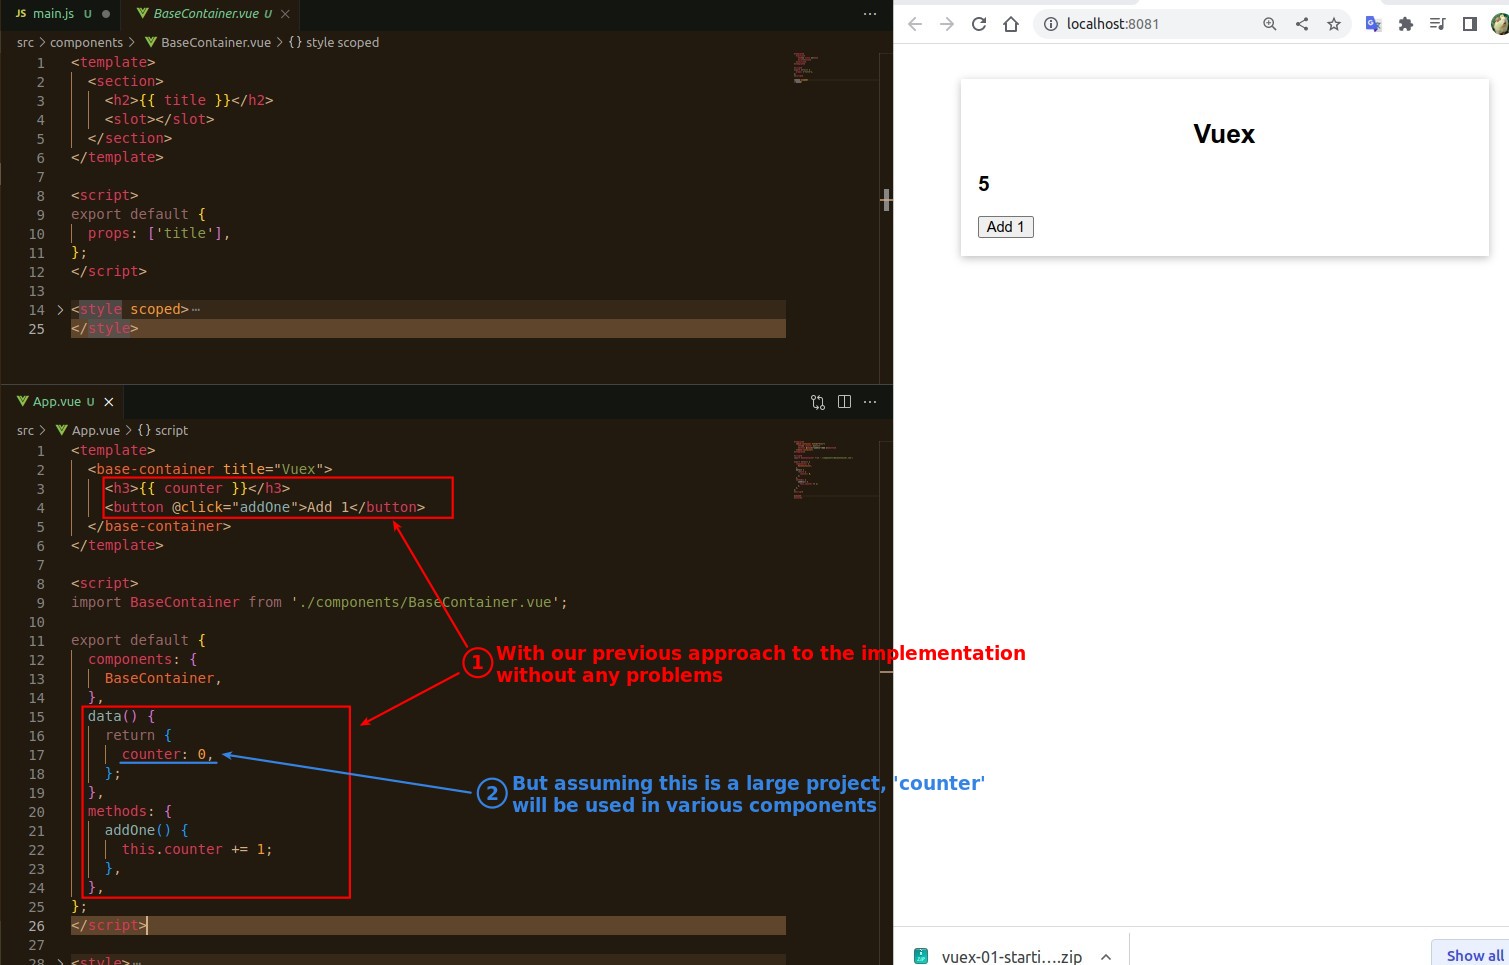 JS main.js U ●
BaseContainer.vue U ×
···
src > components > BaseContainer.vue > {} style scoped
1 <template>
2 <section>
3 <h2>{{ title }}</h2>
4 <slot></slot>
5 </section>
6 </template>
7
8 <script>
9 export default {
10 props: ['title'],
11 };
12 </script>
13
14 > <style scoped>···
25 </style>
App.vue U ×
···
src > App.vue > {} script
1 <template>
2 <base-container title="Vuex">
3 <h3>{{ counter }}</h3>
4 <button @click="addOne">Add 1</button>
5 </base-container>
6 </template>
7
8 <script>
9 import BaseContainer from './components/BaseContainer.vue';
10
11 export default {
12 components: {
13 BaseContainer,
14 },
15 data() {
16 return {
17 counter: 0,
18 };
19 },
20 methods: {
21 addOne() {
22 this.counter += 1;
23 },
24 },
25 };
26 </script>
27
28 > <style>···
1 With our previous approach to the implementation
without any problems
2 But assuming this is a large project, 'counter'
will be used in various components
localhost:8081
Vuex
5
Add 1
vuex-01-starti....zip
Show all